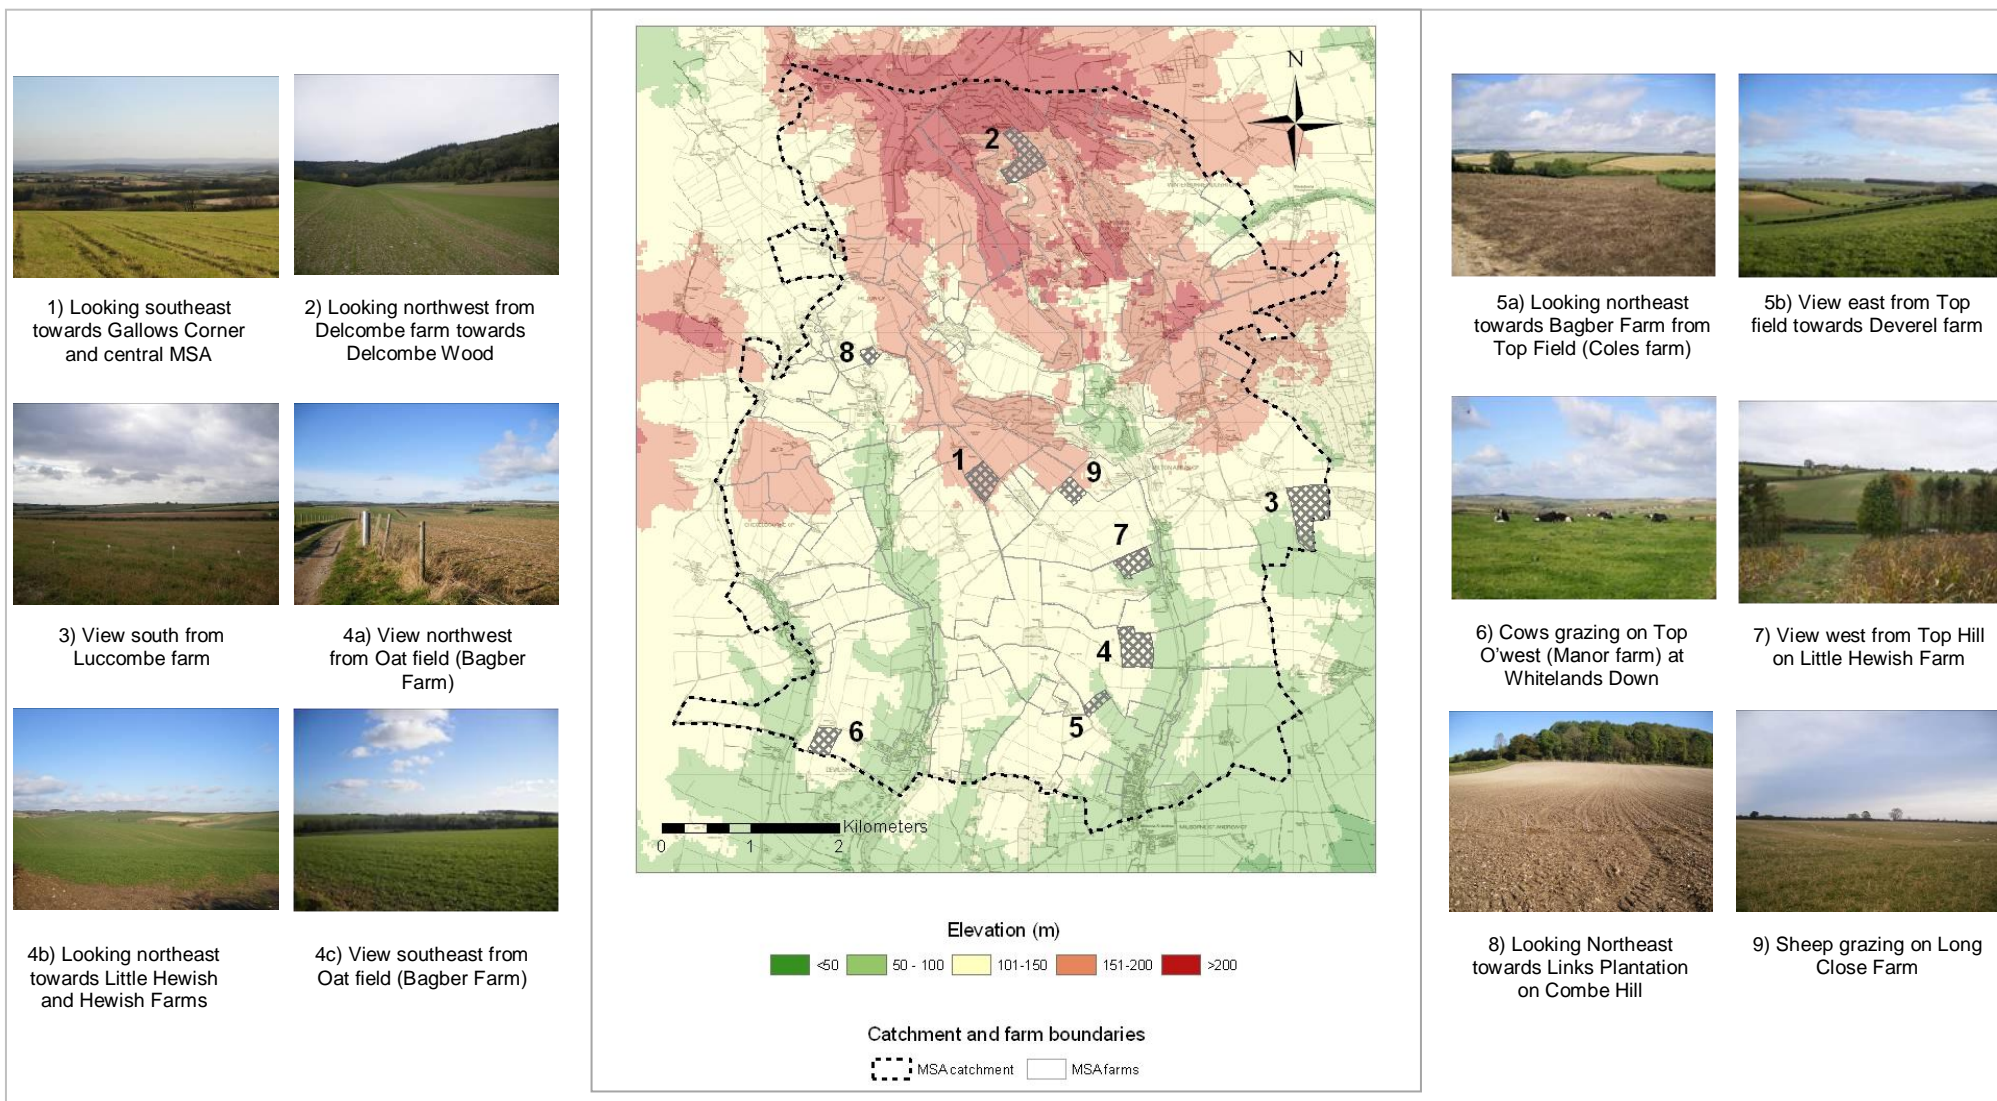 1) Looking southeast
towards Gallows Corner
and central MSA
2) Looking northwest from
Delcombe farm towards
Delcombe Wood
3) View south from
Luccombe farm
4a) View northwest
from Oat field (Bagber
Farm)
4b) Looking northeast
towards Little Hewish
and Hewish Farms
4c) View southeast from
Oat field (Bagber Farm)
N
2
8
1
9
3
7
4
5
6
Kilometers
0 1 2
Elevation (m)
<50 50 - 100 101-150 151-200 >200
Catchment and farm boundaries
MSA catchment MSA farms
5a) Looking northeast
towards Bagber Farm from
Top Field (Coles farm)
5b) View east from Top
field towards Deverel farm
6) Cows grazing on Top
O'west (Manor farm) at
Whitelands Down
7) View west from Top Hill
on Little Hewish Farm
8) Looking Northeast
towards Links Plantation
on Combe Hill
9) Sheep grazing on Long
Close Farm